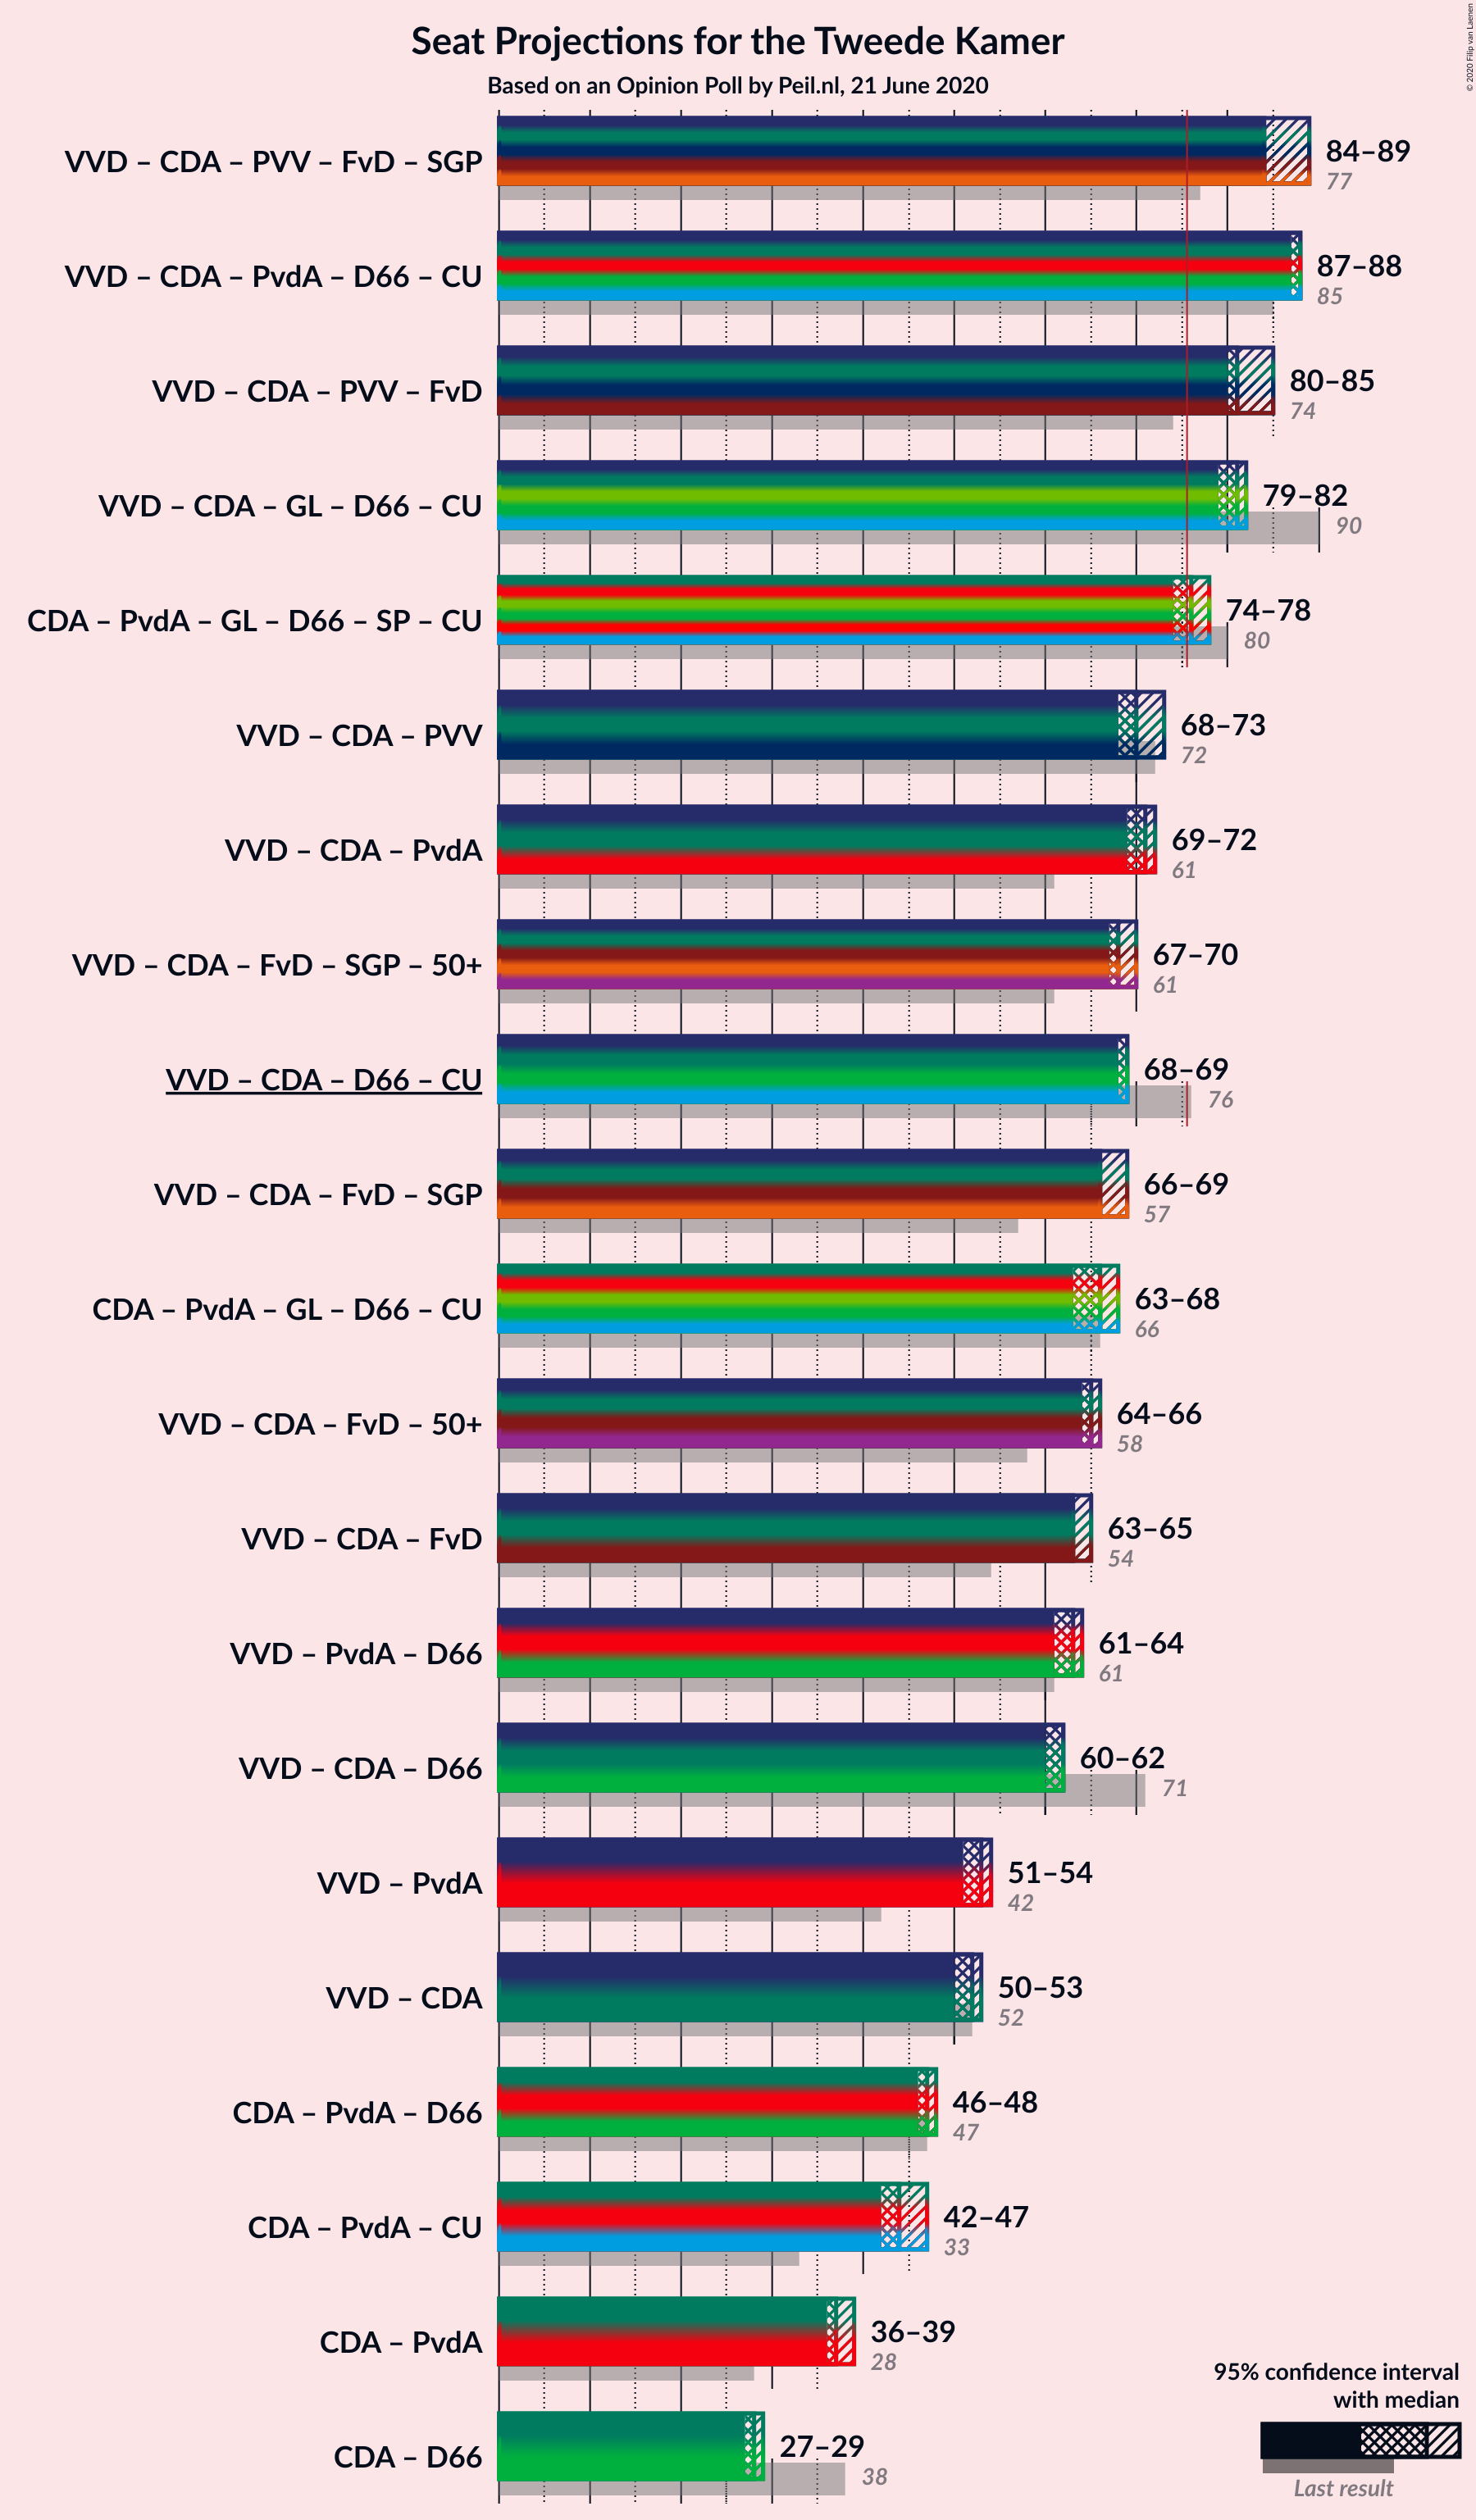 Seat Projections for the Tweede Kamer
Based on an Opinion Poll by Peil.nl, 21 June 2020
© 2020 Filip van Laenen
VVD – CDA – PVV – FvD – SGP
84–89
77
VVD – CDA – PvdA – D66 – CU
87–88
85
VVD – CDA – PVV – FvD
80–85
74
VVD – CDA – GL – D66 – CU
79–82
90
CDA – PvdA – GL – D66 – SP – CU
74–78
80
VVD – CDA – PVV
68–73
72
VVD – CDA – PvdA
69–72
61
VVD – CDA – FvD – SGP – 50+
67–70
61
VVD – CDA – D66 – CU
68–69
76
VVD – CDA – FvD – SGP
66–69
57
CDA – PvdA – GL – D66 – CU
63–68
66
VVD – CDA – FvD – 50+
64–66
58
VVD – CDA – FvD
63–65
54
VVD – PvdA – D66
61–64
61
VVD – CDA – D66
60–62
71
VVD – PvdA
51–54
42
VVD – CDA
50–53
52
CDA – PvdA – D66
46–48
47
CDA – PvdA – CU
42–47
33
CDA – PvdA
36–39
28
CDA – D66
27–29
38
95% confidence interval
with median
Last result